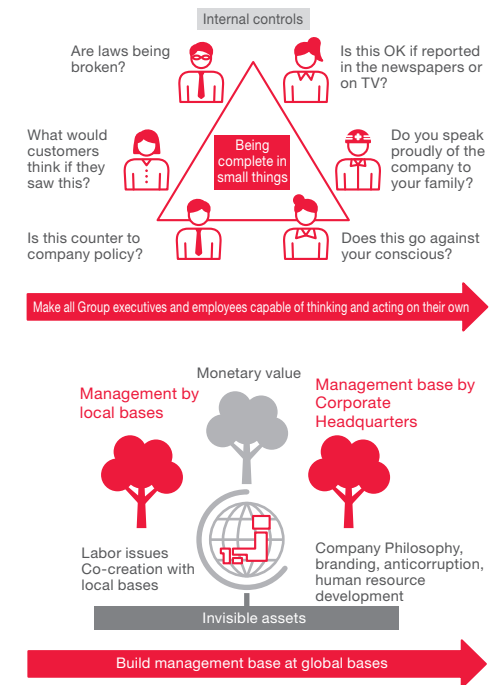 Internal controls
Are laws being
broken?
Is this OK if reported
in the newspapers or
on TV?
What would
customers
think if they
saw this?
Being
complete in
small things
Do you speak
proudly of the
company to
your family?
Is this counter to
company policy?
Does this go against
your conscious?
Make all Group executives and employees capable of thinking and acting on their own
Monetary value
Management by
local bases
Management base by
Corporate
Headquarters
Labor issues
Co-creation with
local bases
Company Philosophy,
branding, anticorruption,
human resource
development
Invisible assets
Build management base at global bases